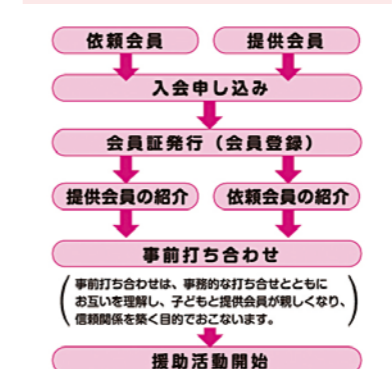 依頼会員
提供会員
入会申し込み
会員証発行（会員登録）
提供会員の紹介
依頼会員の紹介
事前打ち合わせ
事前打ち合わせは、事務的な打ち合せとともに
お互いを理解し、子どもと提供会員が親しくなり、
信頼関係を築く目的でおこないます。
援助活動開始